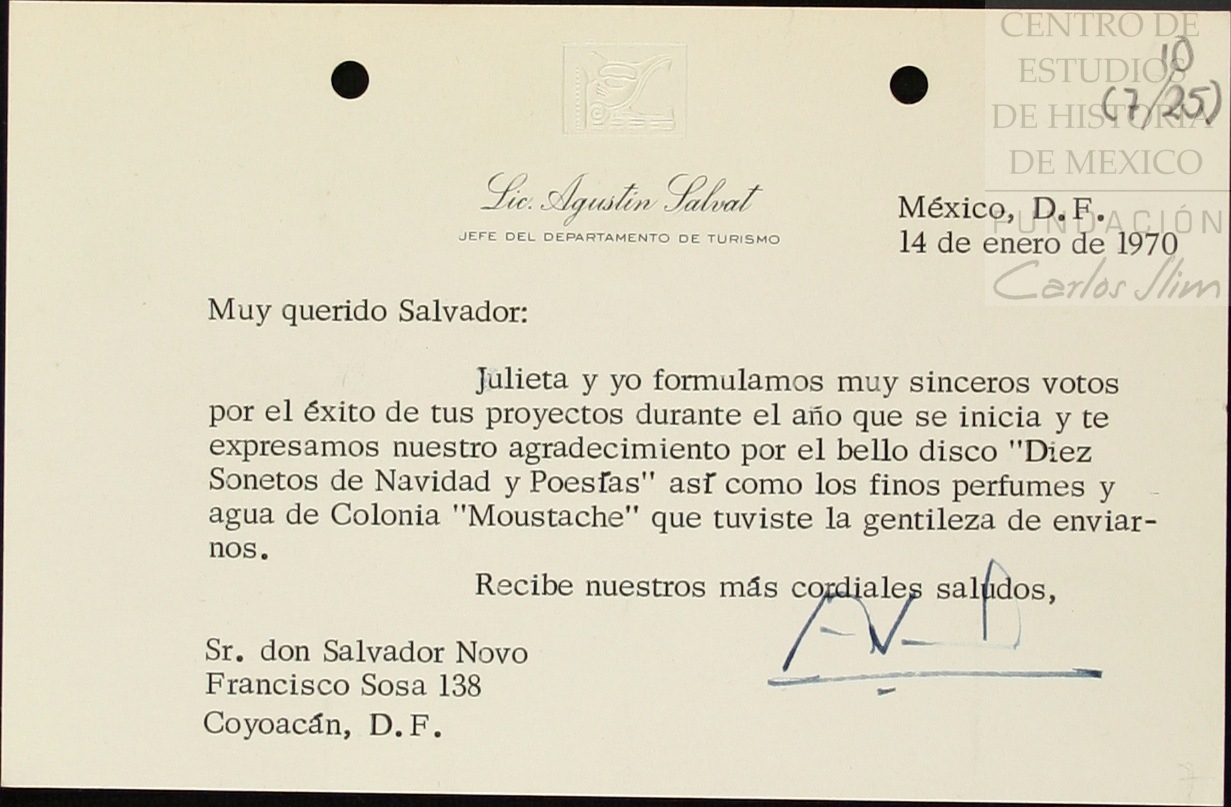 CENTRO DE
ESTUDIOS
DE HISTORIA
DE MEXICO
FUNDACIÓN
Carlos Slim
10
(7/25)
Lic. Agustín Salvat
JEFE DEL DEPARTAMENTO DE TURISMO
México, D.F.
14 de enero de 1970
Muy querido Salvador:
Julieta y yo formulamos muy sinceros votos
por el éxito de tus proyectos durante el año que se inicia y te
expresamos nuestro agradecimiento por el bello disco "Diez
Sonetos de Navidad y Poesías" así como los finos perfumes y
agua de Colonia "Moustache" que tuviste la gentileza de enviar-
nos.
Recibe nuestros más cordiales saludos,
Sr. don Salvador Novo
Francisco Sosa 138
Coyoacán, D.F.